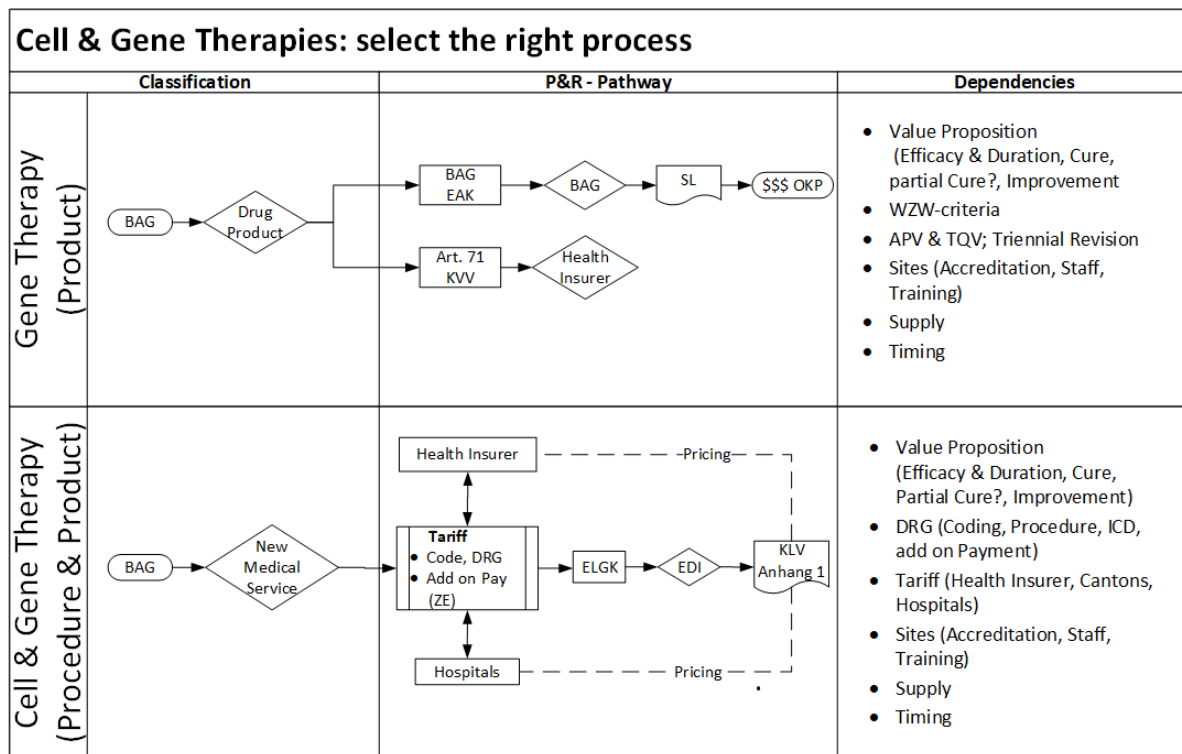 Cell & Gene Therapies: select the right process
Classification
P&R - Pathway
Dependencies
Gene Therapy
(Product)
BAG
Drug
Product
BAG
EAK
BAG
SL
$$$ OKP
Art. 71
KVV
Health
Insurer
• Value Proposition
(Efficacy & Duration, Cure,
partial Cure?, Improvement
• WZW-criteria
• APV & TQV; Triennial Revision
• Sites (Accreditation, Staff,
Training)
• Supply
• Timing
Cell & Gene Therapy
(Procedure & Product)
BAG
New
Medical
Service
Health Insurer
Pricing
Tariff
• Code, DRG
• Add on Pay
(ZE)
ELGK
EDI
KLV
Anhang 1
Hospitals
Pricing
• Value Proposition
(Efficacy & Duration, Cure,
Partial Cure?, Improvement)
• DRG (Coding, Procedure, ICD,
add on Payment)
• Tariff (Health Insurer, Cantons,
Hospitals)
• Sites (Accreditation, Staff,
Training)
• Supply
• Timing